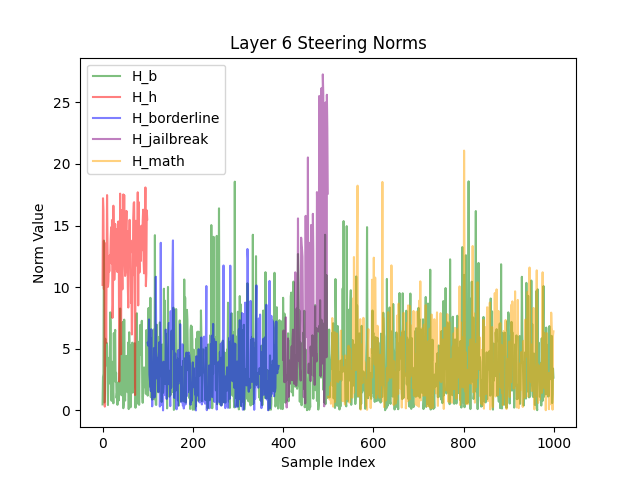 Layer 6 Steering Norms
H_b
H_h
H_borderline
H_jailbreak
H_math
Norm Value
25
20
15
10
5
0
0
200
400
600
800
1000
Sample Index